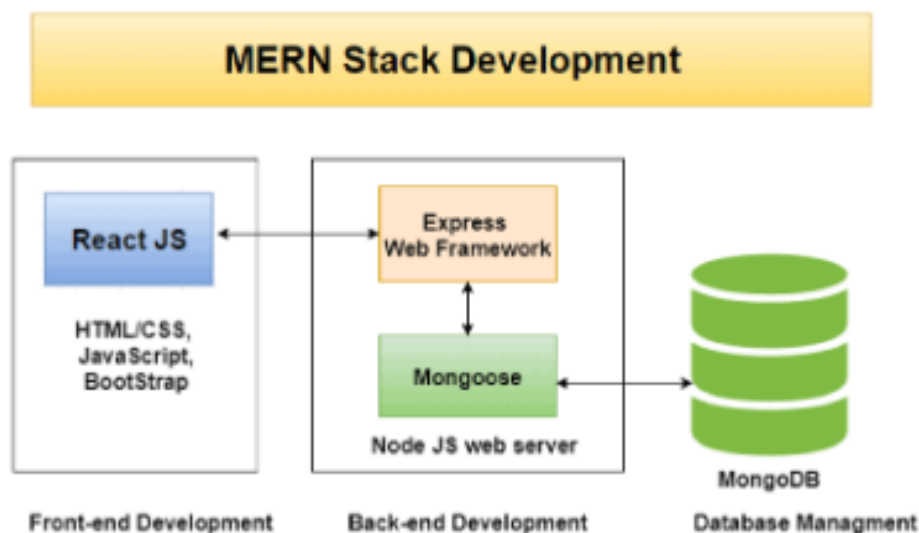 MERN Stack Development
React JS
HTML/CSS,
JavaScript,
BootStrap
Express
Web Framework
Mongoose
Node JS web server
MongoDB
Front-end Development
Back-end Development
Database Managment